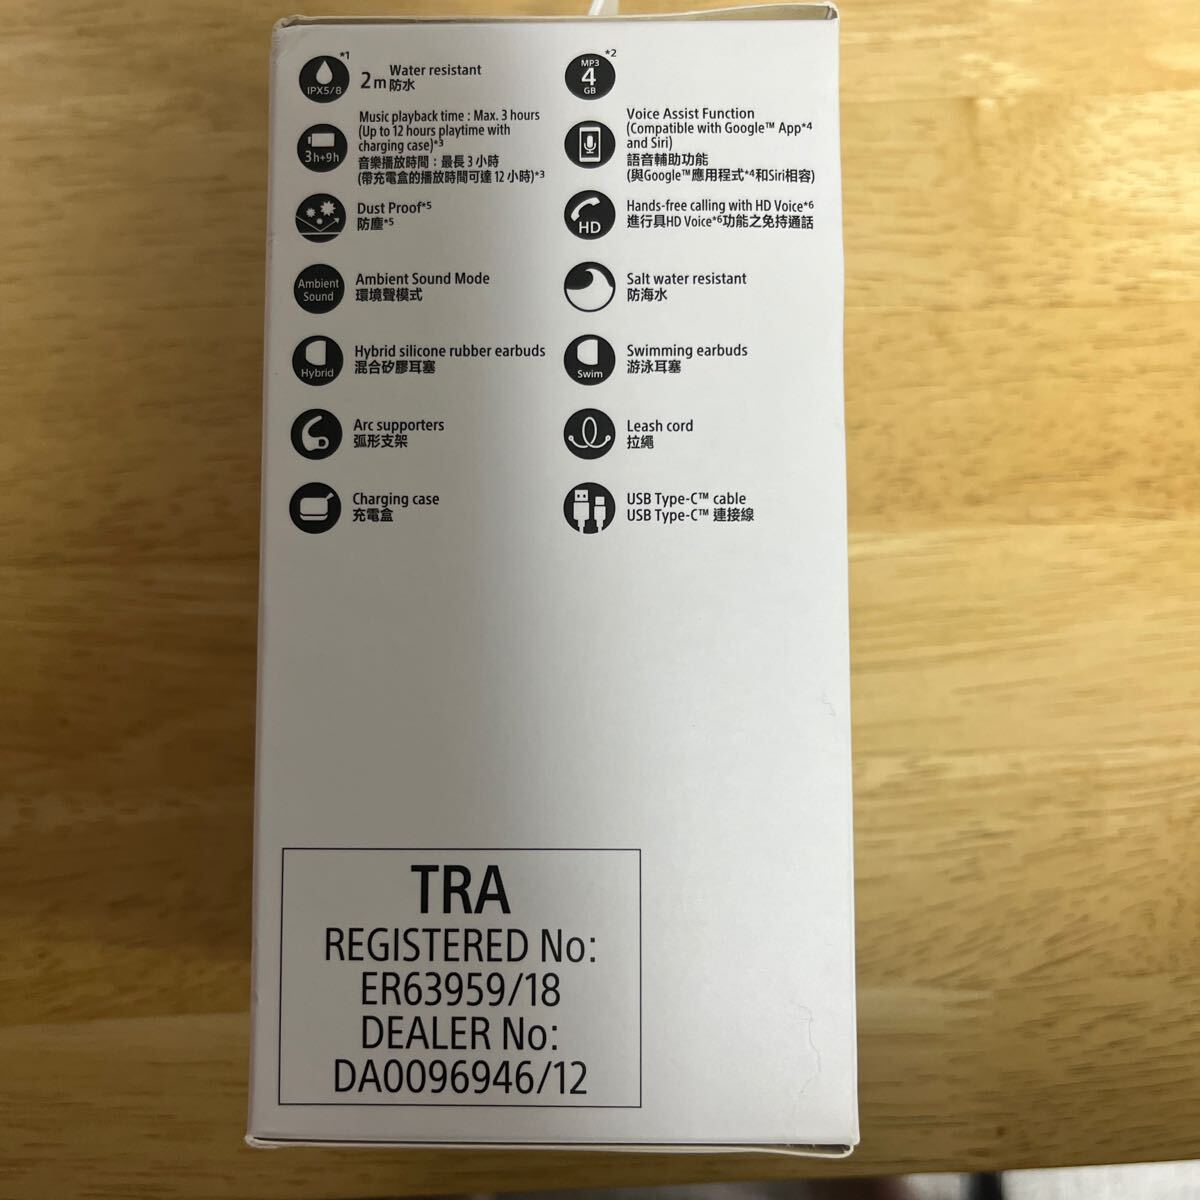 *1
IPX5/8
2m
Water resistant
防水
*2
MP3
4
GB
3h+9h
Music playback time : Max. 3 hours
(Up to 12 hours playtime with
charging case)*3
音樂播放時間：最長 3 小時
(帶充電盒的播放時間可達 12 小時)*3
Voice Assist Function
(Compatible with Google™ App*4
and Siri)
語音輔助功能
(與Google™應用程式*4和Siri相容)
Dust Proof*5
防塵*5
HD
Hands-free calling with HD Voice*6
進行具HD Voice*6功能之免持通話
Ambient
Sound
Ambient Sound Mode
環境聲模式
Salt water resistant
防海水
Hybrid
Hybrid silicone rubber earbuds
混合矽膠耳塞
Swim
Swimming earbuds
游泳耳塞
Arc supporters
弧形支架
Leash cord
拉繩
Charging case
充電盒
USB Type-C™ cable
USB Type-C™ 連接線
TRA
REGISTERED No:
ER63959/18
DEALER No:
DA0096946/12